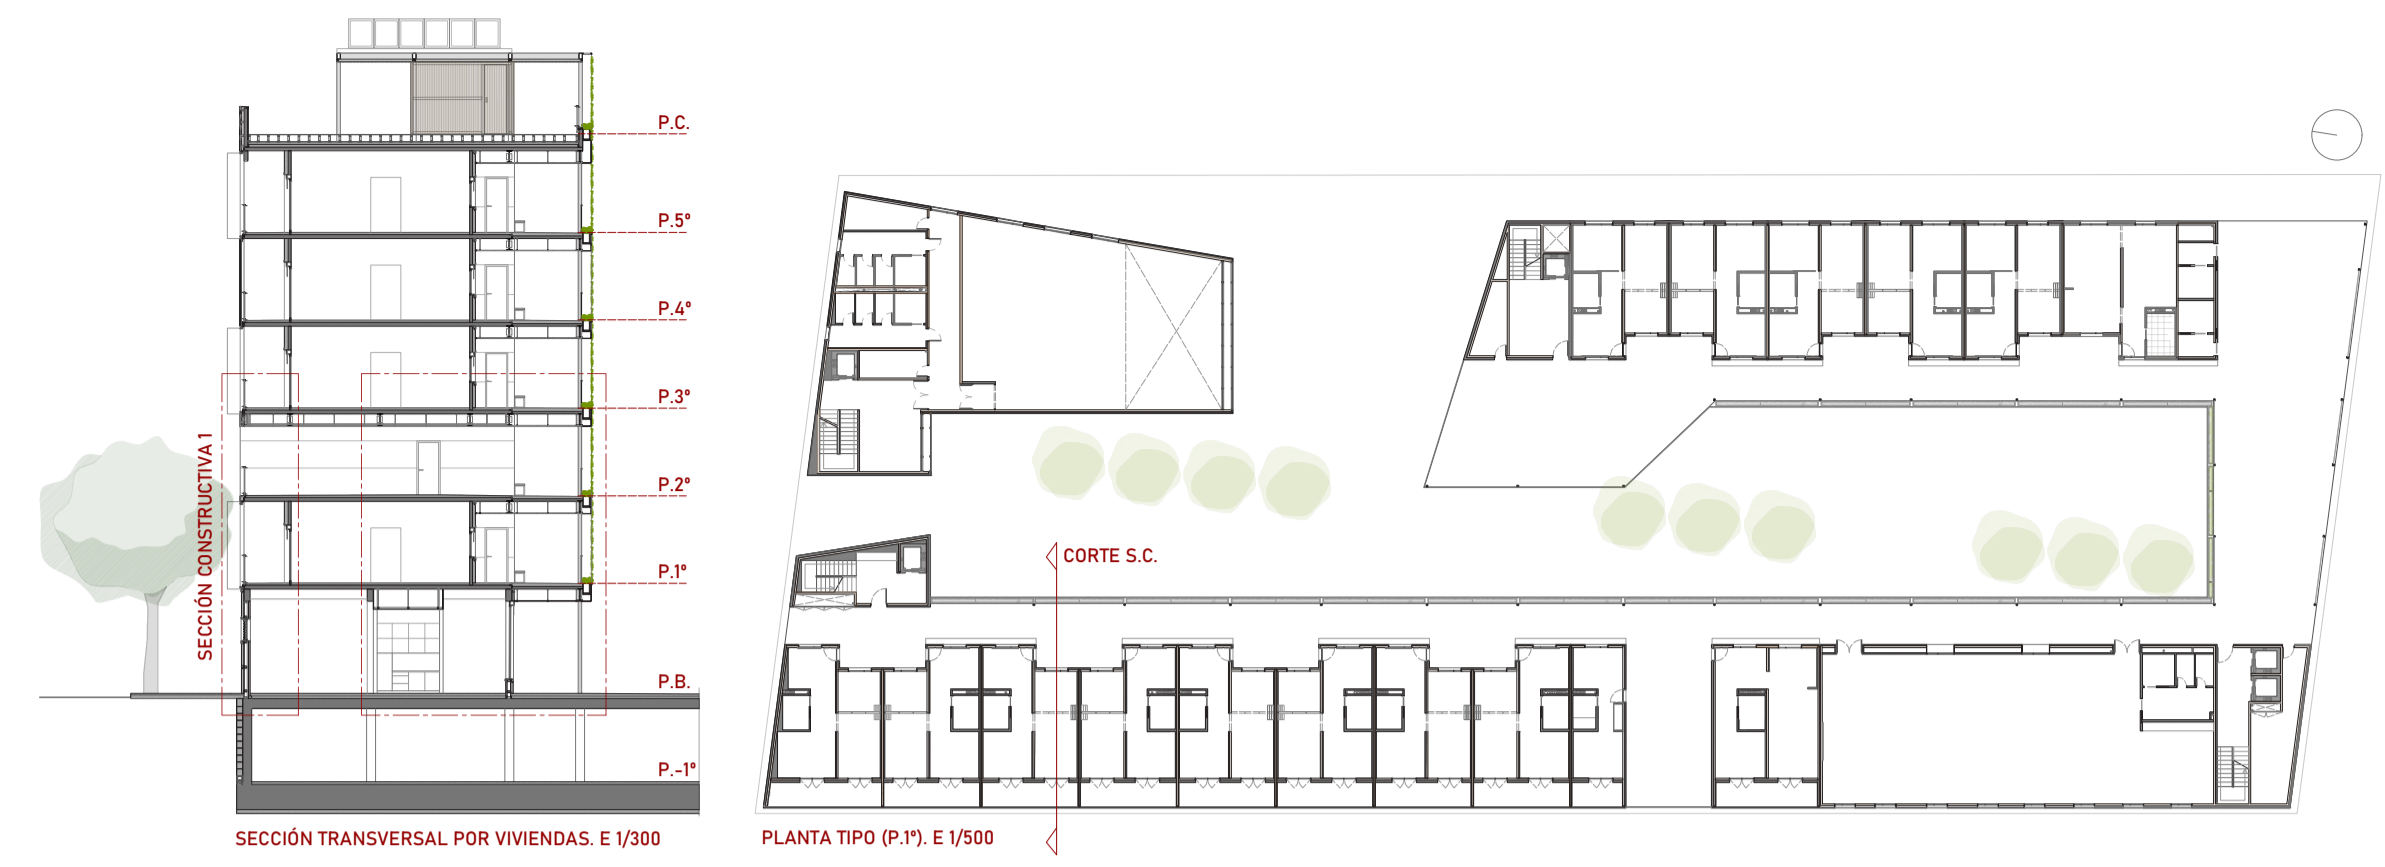 P.C.
P.5º
P.4º
P.3º
SECCIÓN CONSTRUCTIVA 1
P.2º
P.1º
P.B.
P.-1º
SECCIÓN TRANSVERSAL POR VIVIENDAS. E 1/300
CORTE S.C.
PLANTA TIPO (P.1º). E 1/500